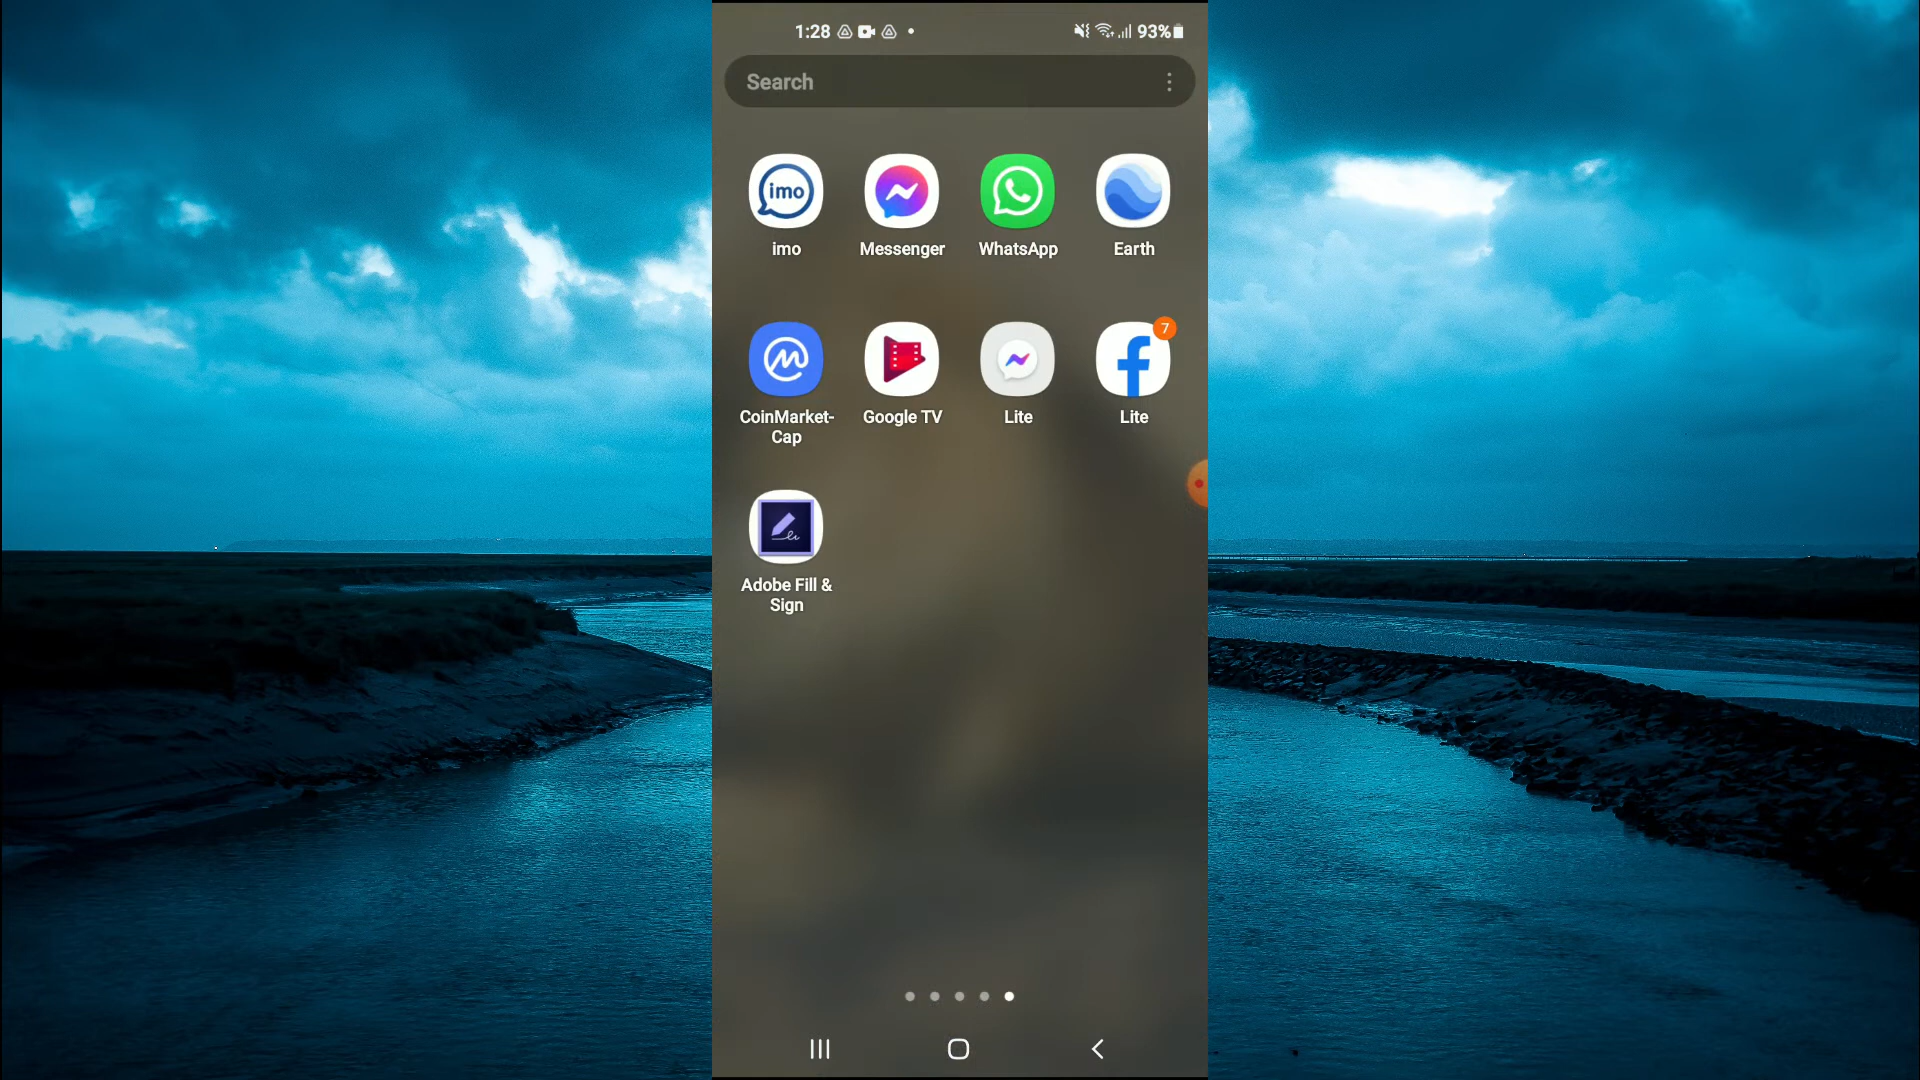 1:28 93%
Search
imo
imo Messenger WhatsApp Earth
7
CoinMarket-
Cap Google TV Lite Lite
Adobe Fill &
Sign